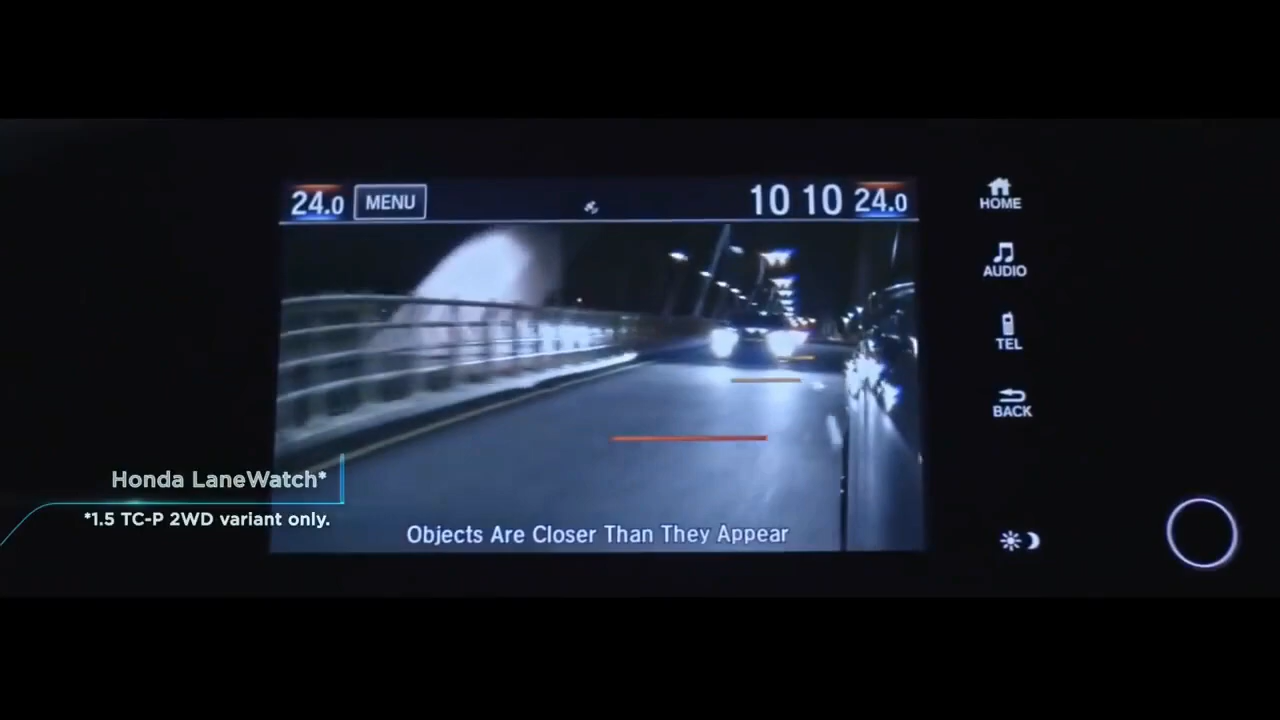 24.0 MENU 10 10 24.0
HOME
AUDIO
TEL
BACK
Honda LaneWatch*
*1.5 TC-P 2WD variant only.
Objects Are Closer Than They Appear